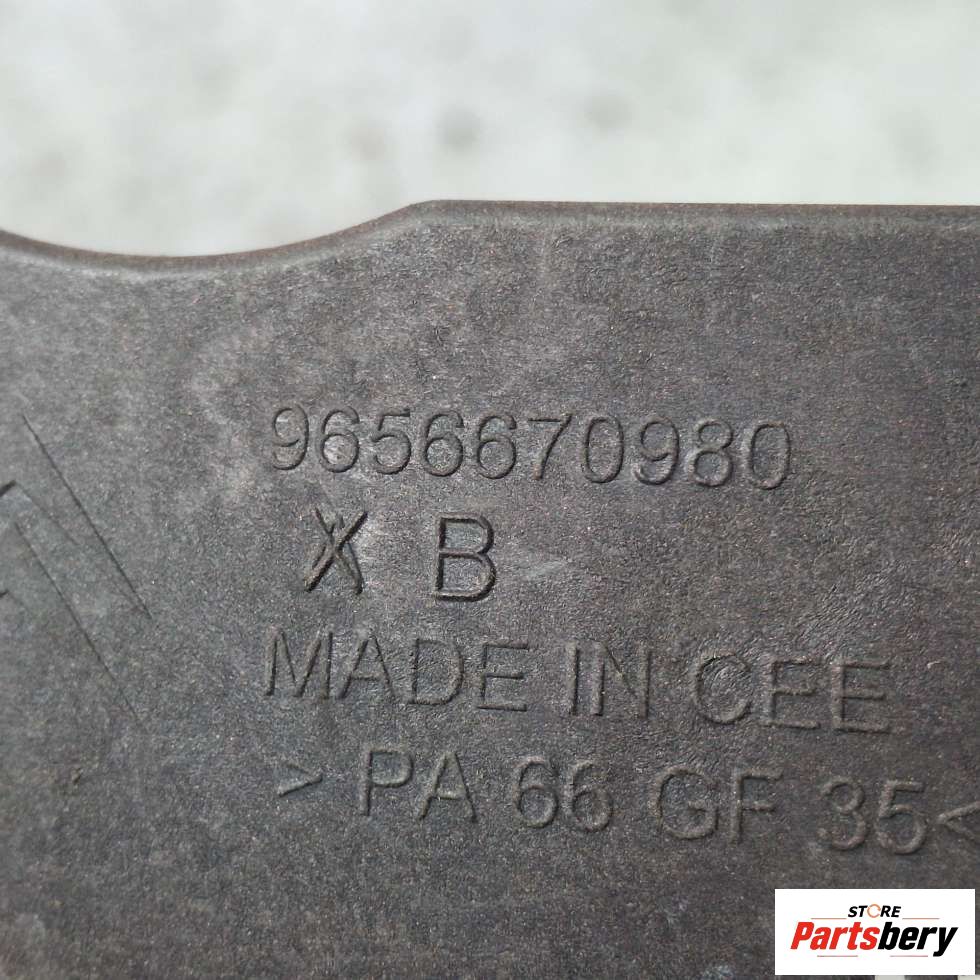 9656670980
X B
MADE IN CEE
> PA 66 GF 35<
STORE
Partsbery